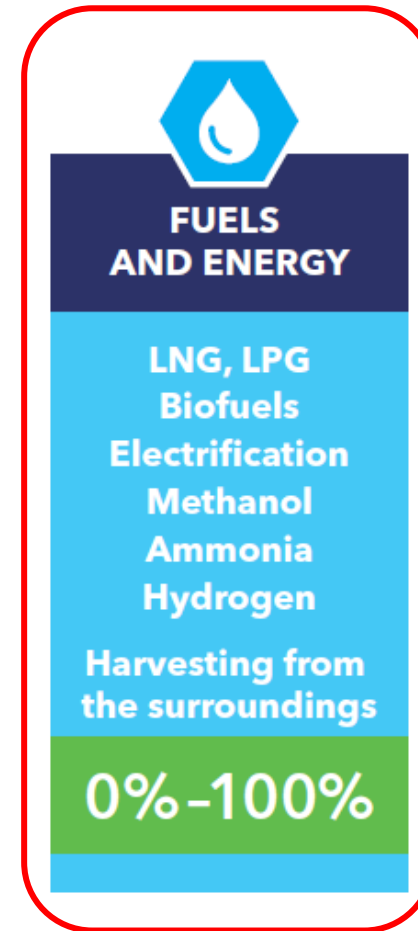 FUELS
AND ENERGY
LNG, LPG
Biofuels
Electrification
Methanol
Ammonia
Hydrogen
Harvesting from
the surroundings
0%–100%